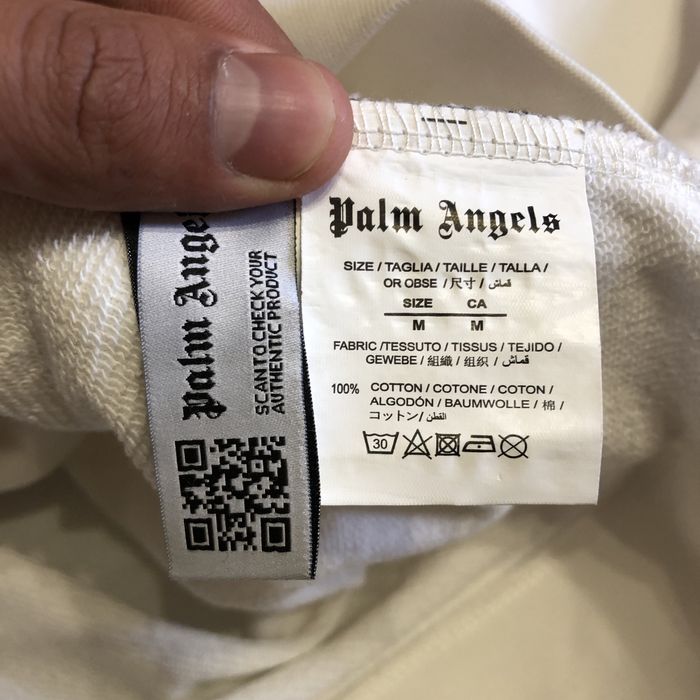 Palm Angels
SCAN TO CHECK YOUR
AUTHENTIC PRODUCT
Palm Angels
SIZE / TAGLIA / TAILLE / TALLA /
OR OBSE / 尺寸 / قماش
SIZE CA
M M
FABRIC /TESSUTO / TISSUS / TEJIDO /
GEWEBE / 組織 / 组织 / قماش
100% COTTON / COTONE / COTON /
ALGODÓN / BAUMWOLLE / 棉 /
コットン / القطن
30